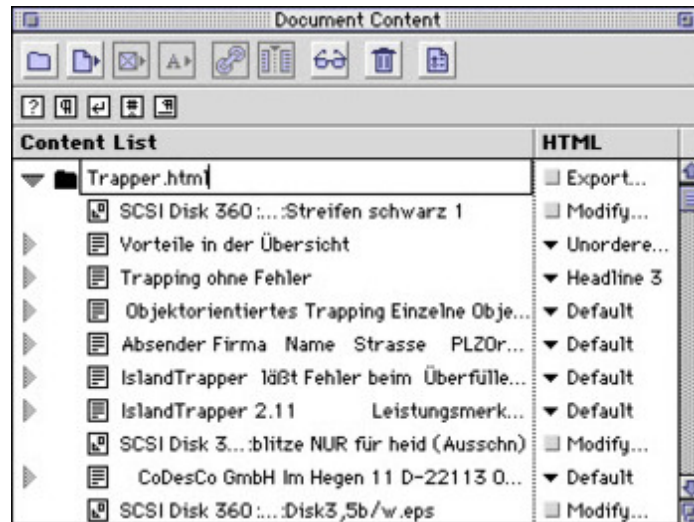 Document Content
Content List HTML
Trapper.html Export...
SCSI Disk 360:...:Streifen schwarz 1 Modify...
Vorteile in der Übersicht Unordere...
Trapping ohne Fehler Headline 3
Objektorientiertes Trapping Einzelne Obje... Default
Absender Firma Name Strasse PLZOr... Default
IslandTrapper läßt Fehler beim Überfülle... Default
IslandTrapper 2.11 Leistungsmerk... Default
SCSI Disk 3...:blitze NUR für heid (Ausschn) Modify...
CoDesCo GmbH Im Hegen 11 D-22113 O... Default
SCSI Disk 360:...:Disk3,5b/w.eps Modify...